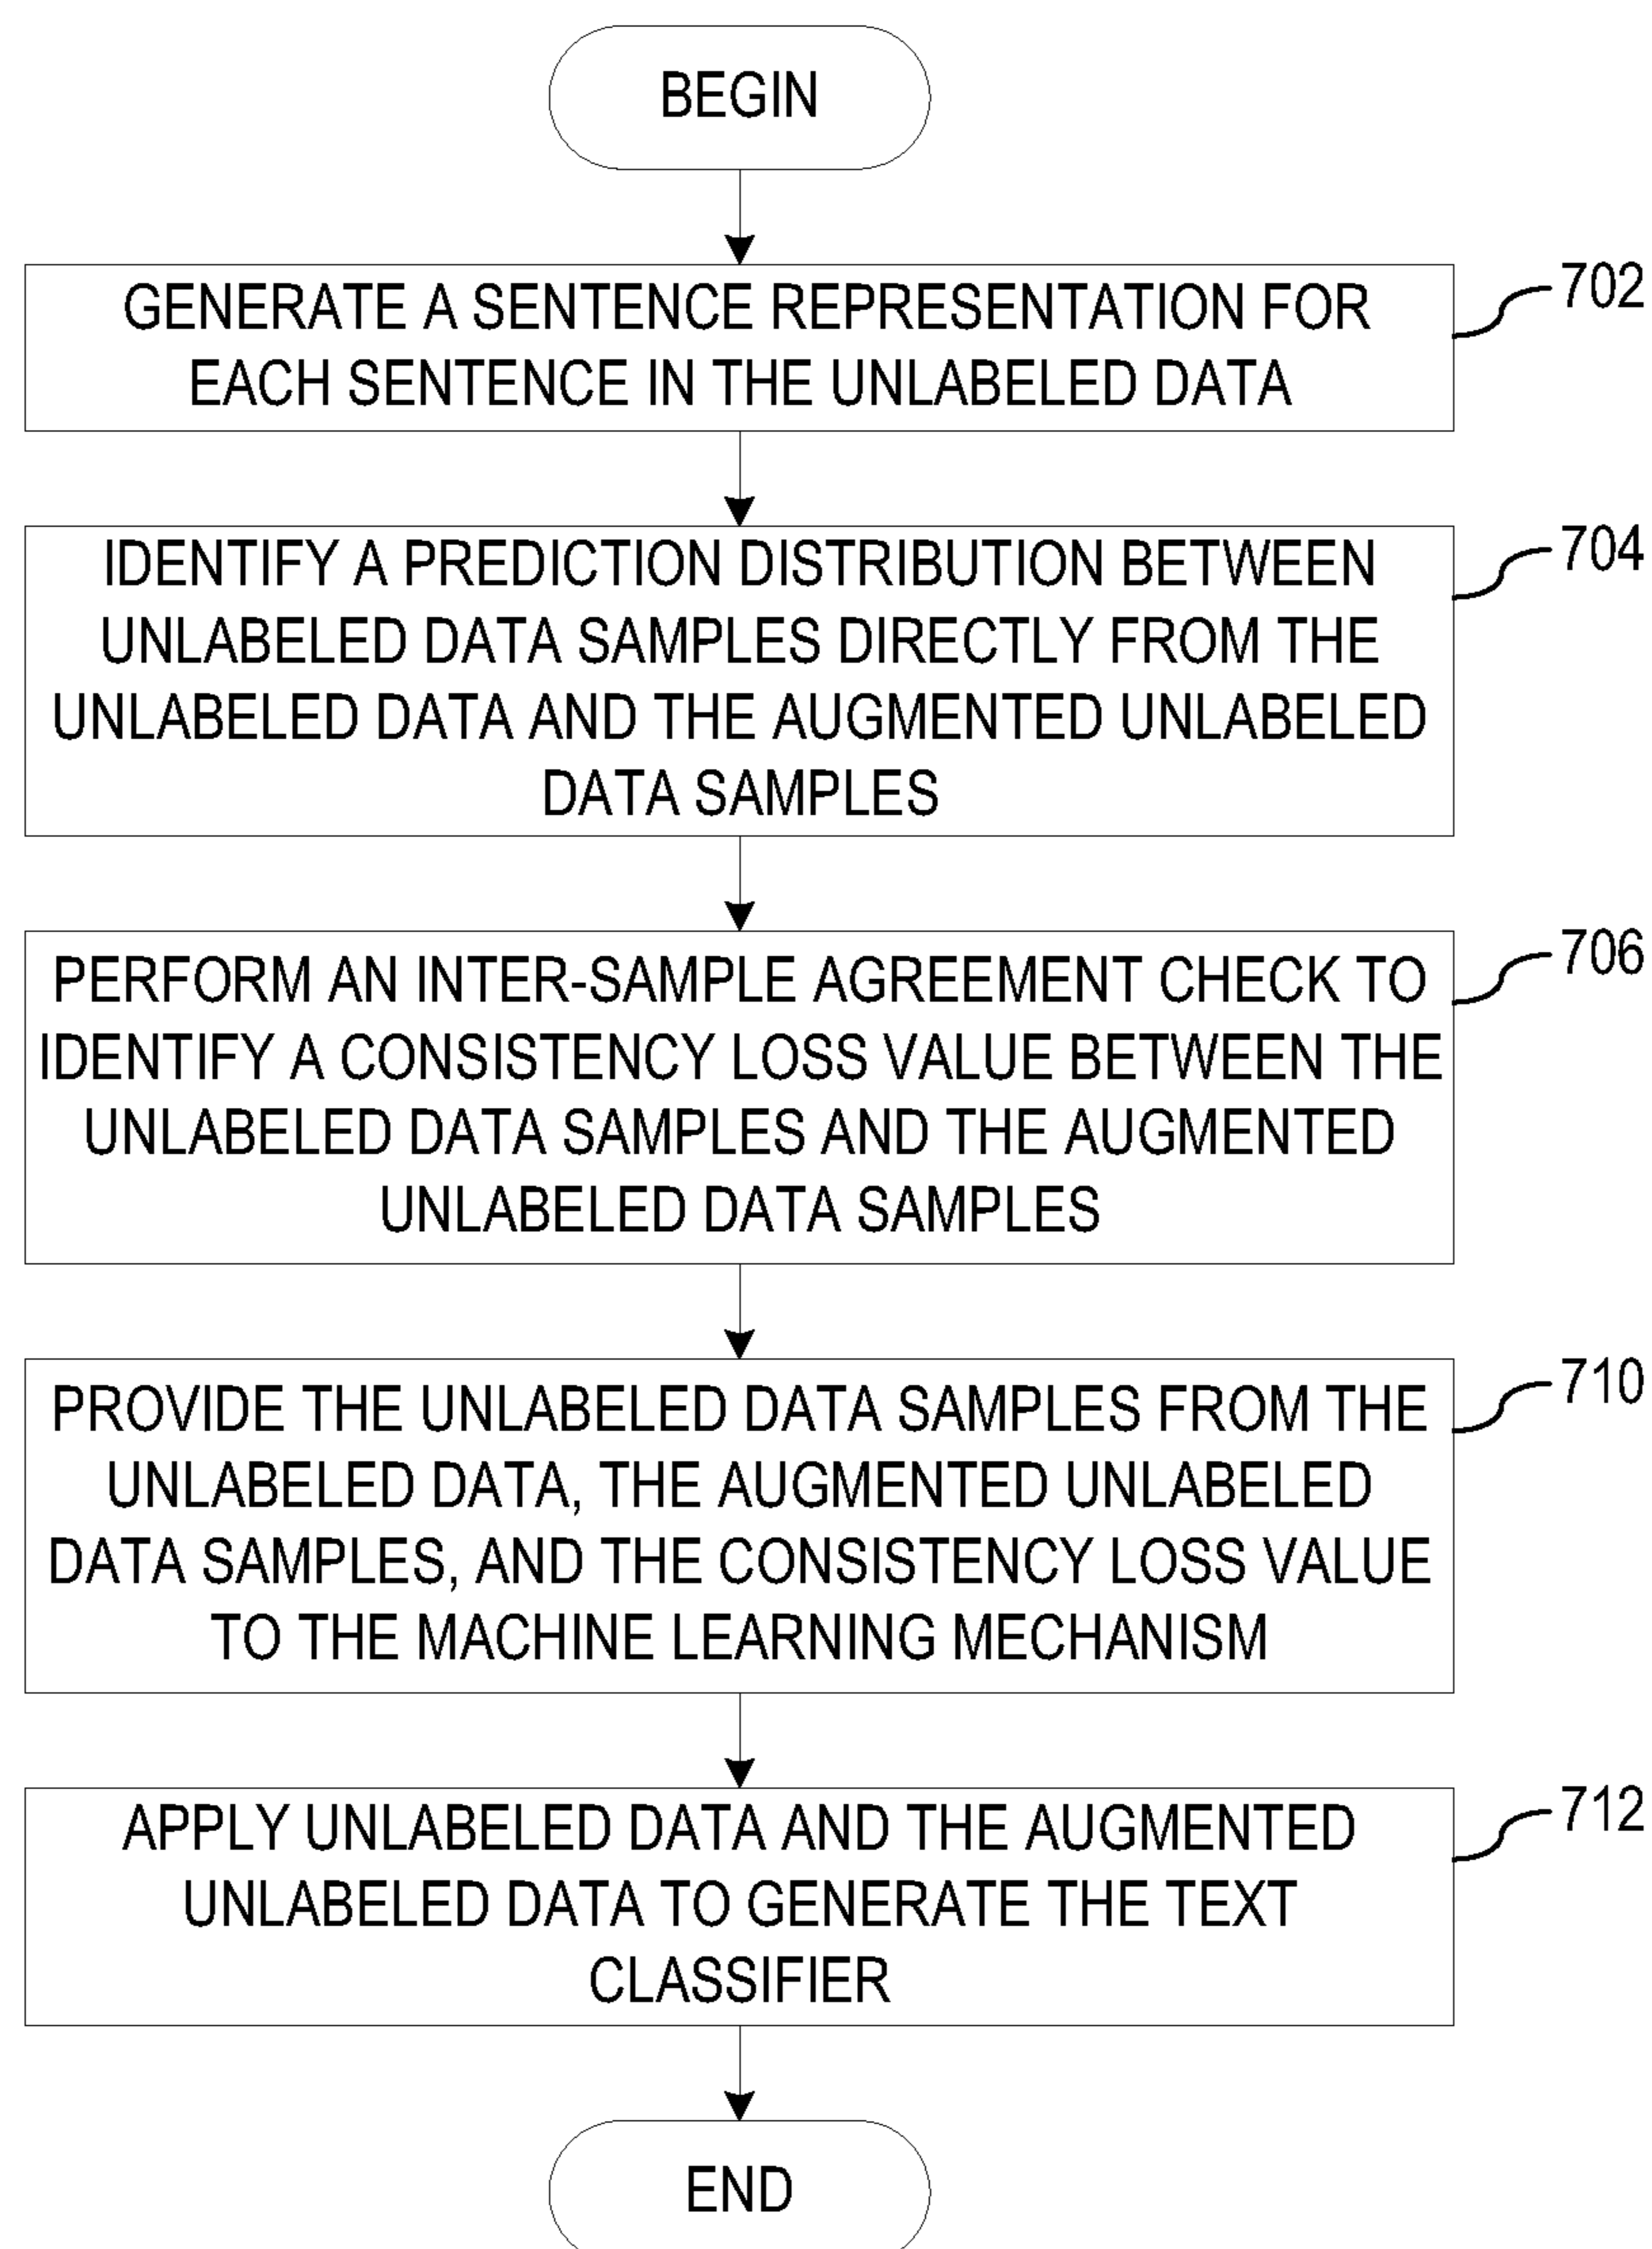 BEGIN
GENERATE A SENTENCE REPRESENTATION FOR
EACH SENTENCE IN THE UNLABELED DATA
702
IDENTIFY A PREDICTION DISTRIBUTION BETWEEN
UNLABELED DATA SAMPLES DIRECTLY FROM THE
UNLABELED DATA AND THE AUGMENTED UNLABELED
DATA SAMPLES
704
PERFORM AN INTER-SAMPLE AGREEMENT CHECK TO
IDENTIFY A CONSISTENCY LOSS VALUE BETWEEN THE
UNLABELED DATA SAMPLES AND THE AUGMENTED
UNLABELED DATA SAMPLES
706
PROVIDE THE UNLABELED DATA SAMPLES FROM THE
UNLABELED DATA, THE AUGMENTED UNLABELED
DATA SAMPLES, AND THE CONSISTENCY LOSS VALUE
TO THE MACHINE LEARNING MECHANISM
710
APPLY UNLABELED DATA AND THE AUGMENTED
UNLABELED DATA TO GENERATE THE TEXT
CLASSIFIER
712
END